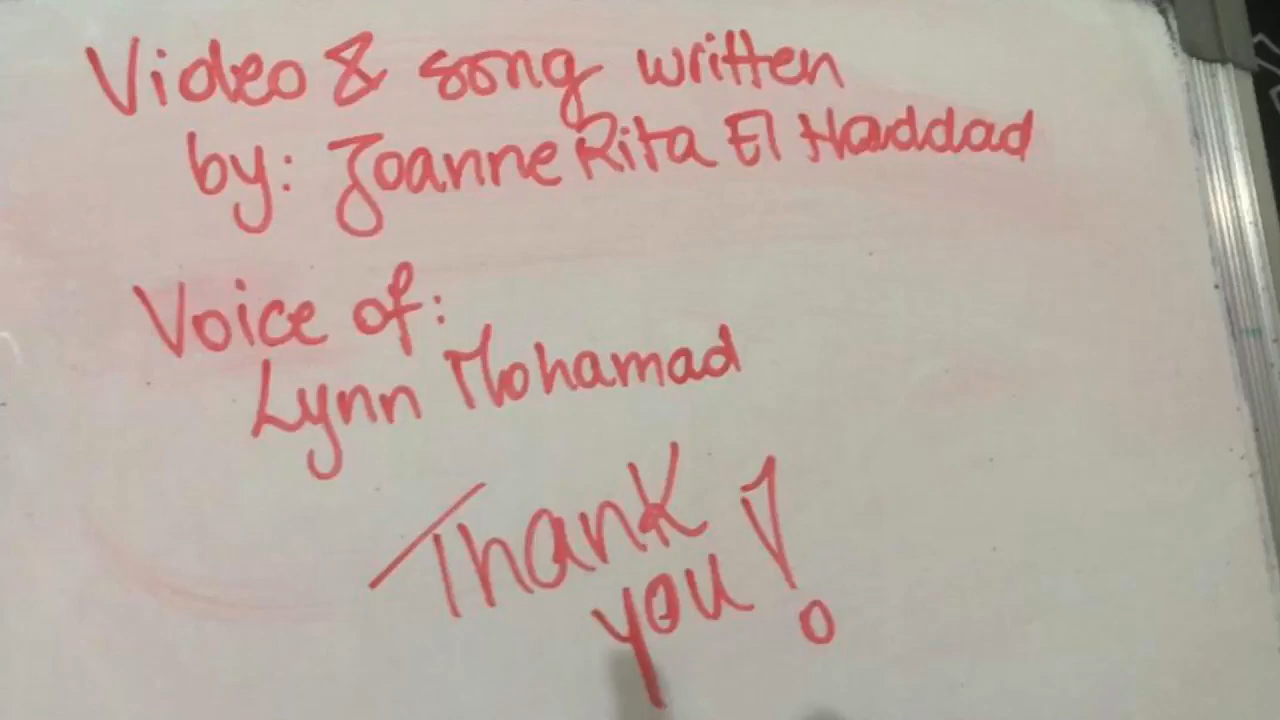 Video & song written
by: Joanne Rita El Haddad
Voice of:
Lynn Mohamad
Thank
you!